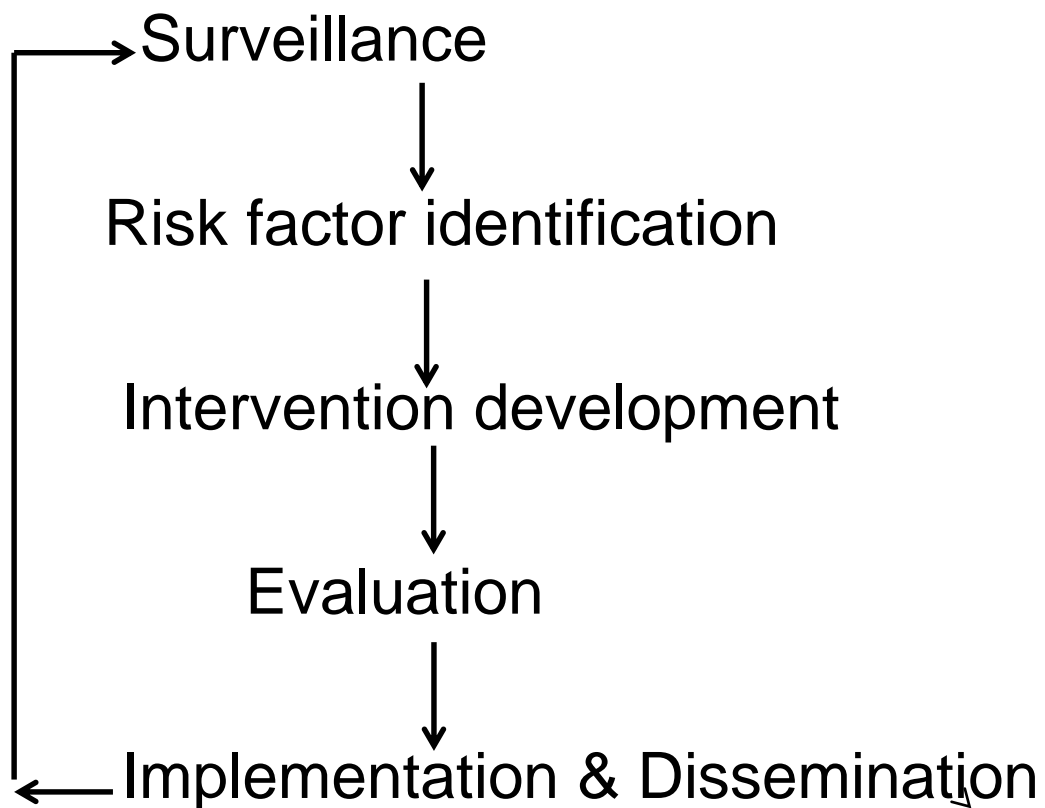 Surveillance
Risk factor identification
Intervention development
Evaluation
Implementation & Dissemination